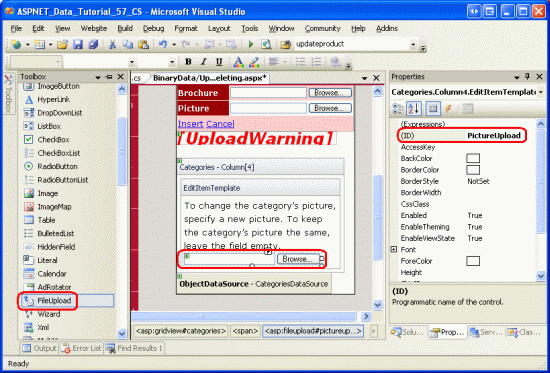 ASPNET_Data_Tutorial_57_CS - Microsoft Visual Studio
File Edit View Website Build Debug Format Layout Tools Window Community Help Addins
updateproduct
Toolbox
Toolbox
ImageButton
HyperLink
DropDownList
ListBox
CheckBox
CheckBoxList
RadioButton
RadioButtonList
Image
ImageMap
Table
BulletedList
HiddenField
Literal
Calendar
AdRotator
FileUpload
Wizard
Xml
.cs BinaryData/Up...eleting.aspx*
Brochure Browse...
Picture Browse...
Insert Cancel
[UploadWarning]
Categories - Column[4]
EditItemTemplate
To change the category's picture,
specify a new picture. To keep
the category's picture the same,
leave the field empty.
Browse...
ObjectDataSource - CategoriesDataSource
<asp:gridview#categories> <span> <asp:fileupload#pictureup...>
Properties
Categories.Column4.EditItemTemplate
(Expressions)
(ID) PictureUpload
AccessKey
BackColor
BorderColor
BorderStyle NotSet
BorderWidth
CssClass
Enabled True
EnableTheming True
EnableViewState True
Font
ForeColor
Height
(ID)
Programmatic name of the control.
Solu... Prop... Serv... Clas...
Output Error List Find Results 1
Ready